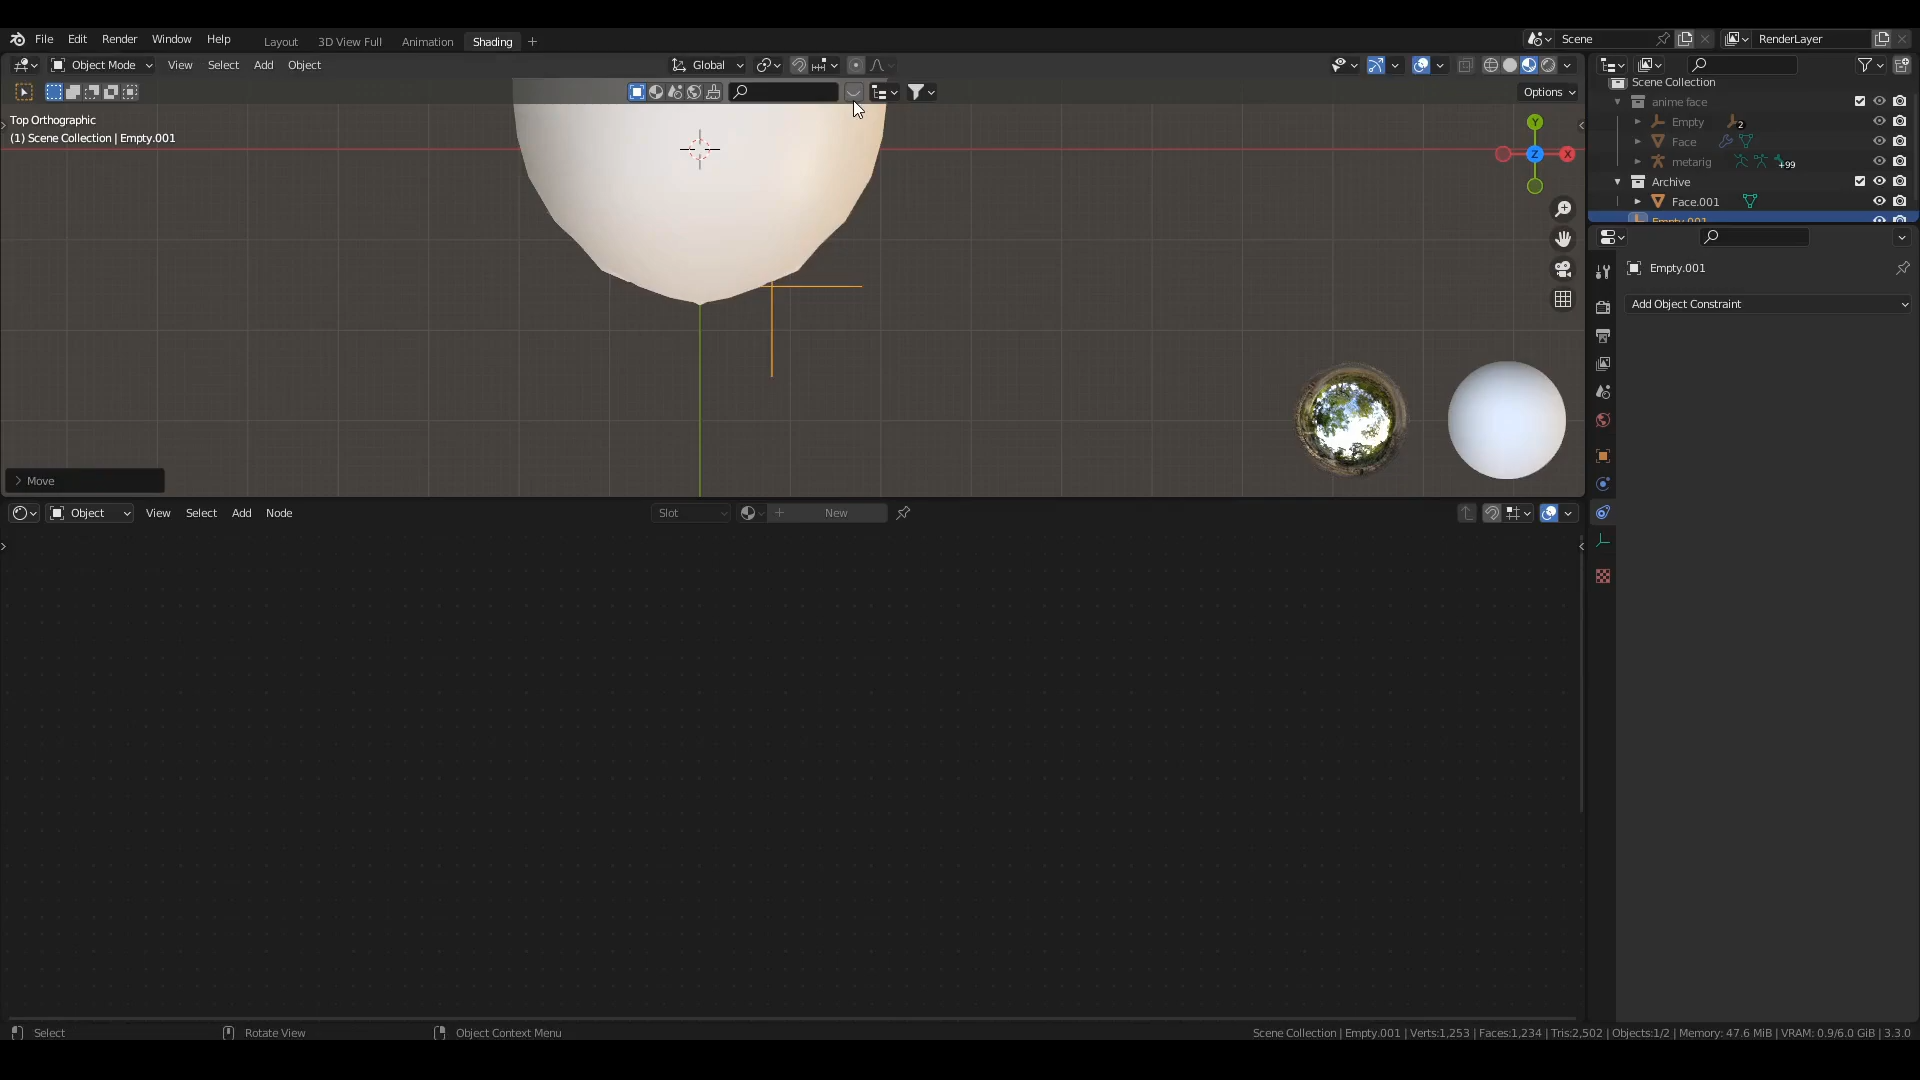 File Edit Render Window Help Layout 3D View Full Animation Shading Scene RenderLayer
Object Mode View Select Add Object Global
Options
Top Orthographic
(1) Scene Collection | Empty.001
Y
Z X
Move
Scene Collection
anime face
Empty 2
Face
metarig +99
Archive
Face.001
Empty.001
Empty.001
Add Object Constraint
Object View Select Add Node Slot New
Select Rotate View Object Context Menu Scene Collection | Empty.001 | Verts:1,253 | Faces:1,234 | Tris:2,502 | Objects:1/2 | Memory: 47.6 MiB | VRAM: 0.9/6.0 GiB | 3.3.0